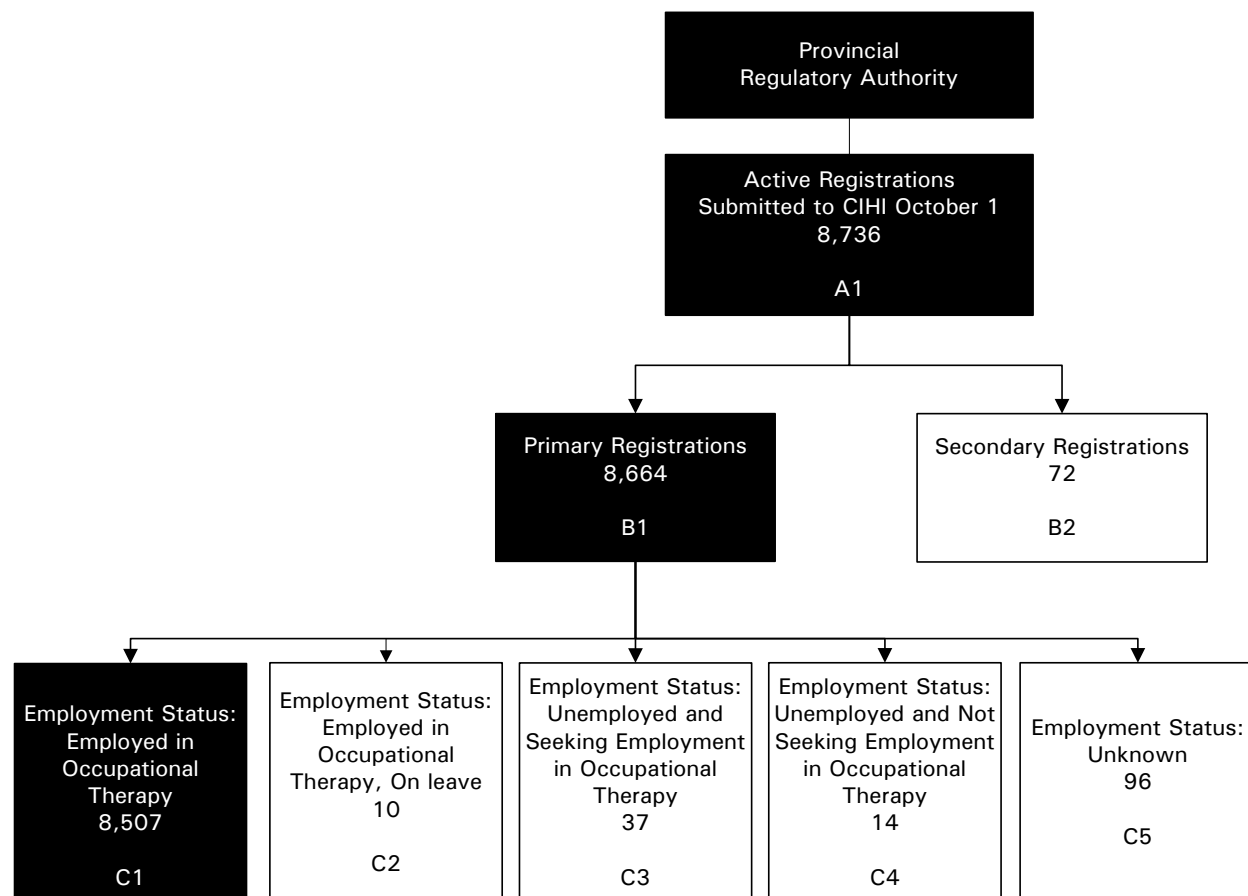 Provincial
Regulatory Authority
Active Registrations
Submitted to CIHI October 1
8,736
A1
Primary Registrations
8,664
B1
Secondary Registrations
72
B2
Employment Status:
Employed in
Occupational
Therapy
8,507
C1
Employment Status:
Employed in
Occupational
Therapy, On leave
10
C2
Employment Status:
Unemployed and
Seeking Employment
in Occupational
Therapy
37
C3
Employment Status:
Unemployed and Not
Seeking Employment
in Occupational
Therapy
14
C4
Employment Status:
Unknown
96
C5